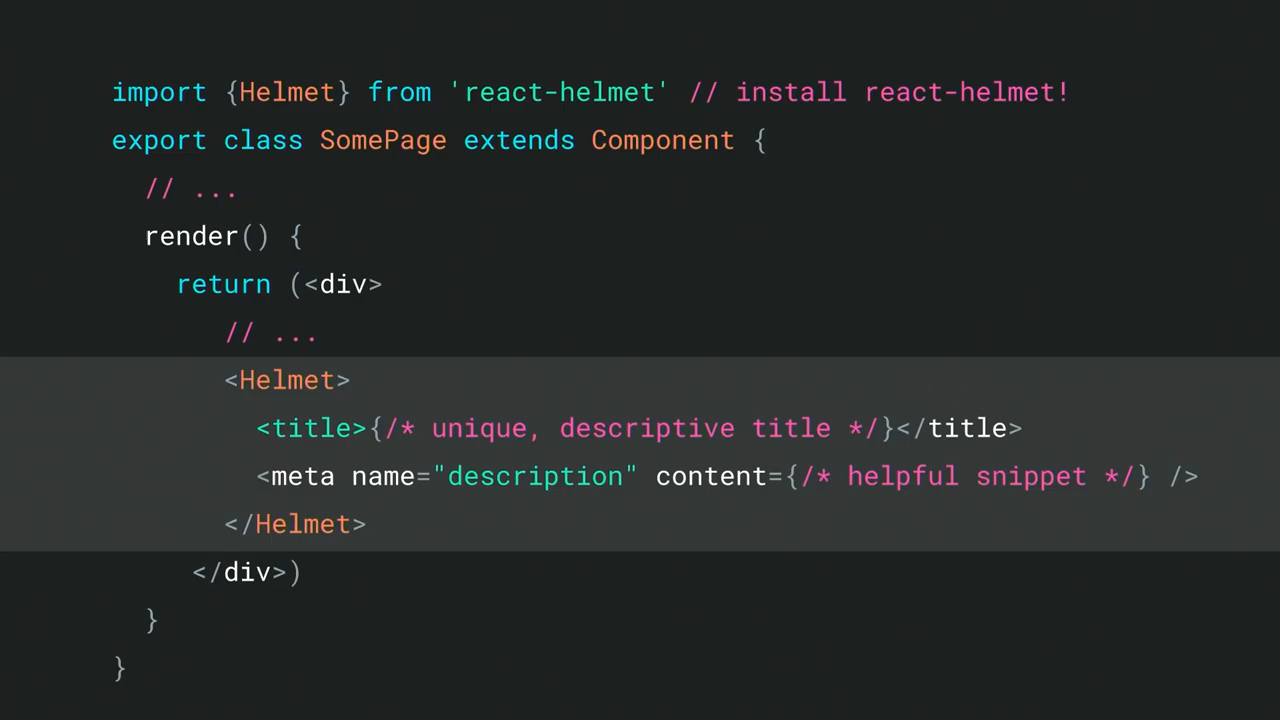 import {Helmet} from 'react-helmet' // install react-helmet!
export class SomePage extends Component {
// ...
render() {
return (<div>
// ...
<Helmet>
<title>{/* unique, descriptive title */}</title>
<meta name="description" content={/* helpful snippet */} />
</Helmet>
</div>)
}
}